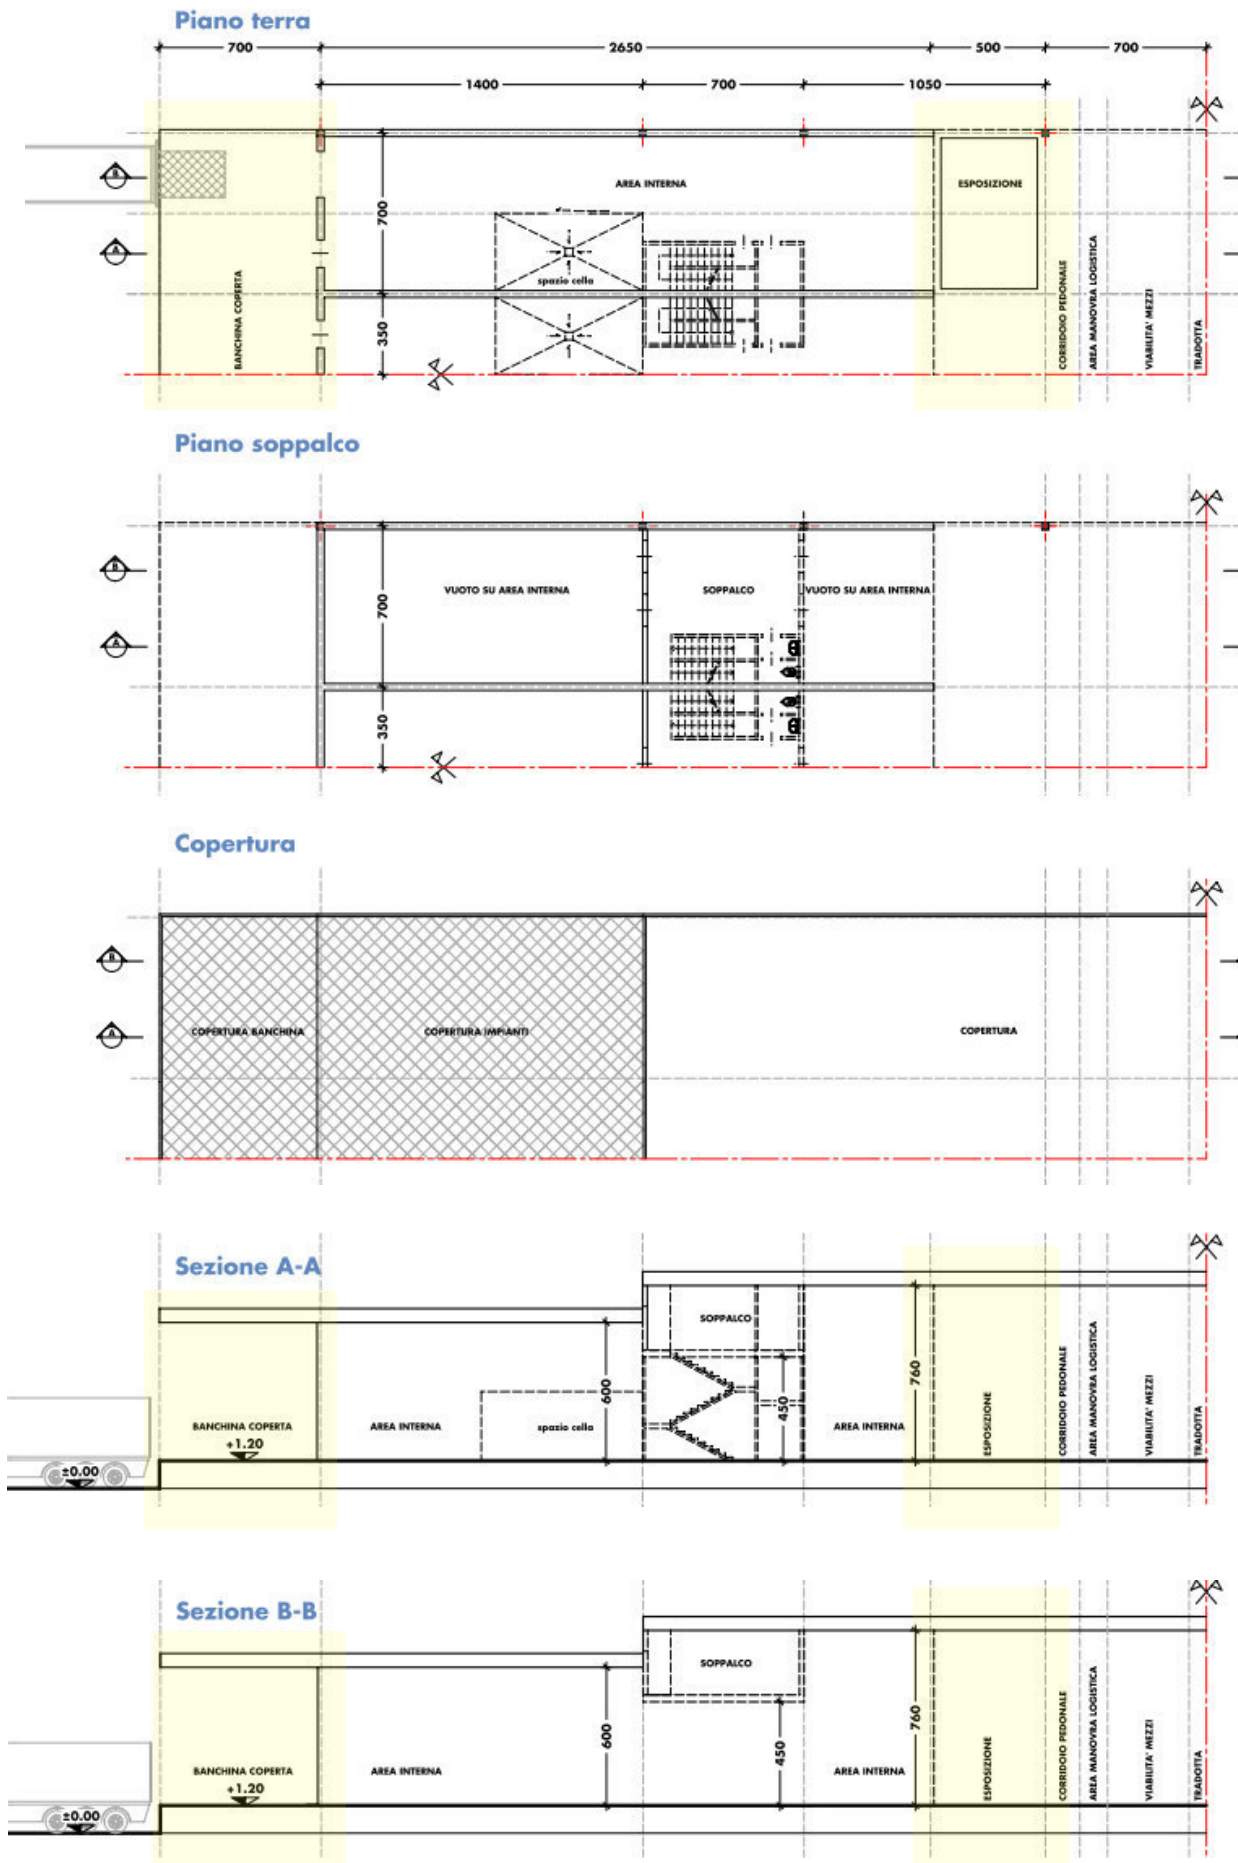 Piano terra
700 2650 500 700
1400 700 1050
B
AREA INTERNA
ESPOSIZIONE
700
A
spazio cella
BANCHINA COPERTA
350
CORRIDOIO PEDONALE
AREA MANOVRA LOGISTICA
VIABILITA' MEZZI
TRADOTTA
Piano soppalco
B
VUOTO SU AREA INTERNA
SOPPALCO
VUOTO SU AREA INTERNA
700
A
350
Copertura
B
COPERTURA BANCHINA
COPERTURA IMPIANTI
COPERTURA
A
Sezione A-A
SOPPALCO
600
450
760
BANCHINA COPERTA
+1.20
AREA INTERNA
spazio cella
AREA INTERNA
ESPOSIZIONE
CORRIDOIO PEDONALE
AREA MANOVRA LOGISTICA
VIABILITA' MEZZI
TRADOTTA
±0.00
Sezione B-B
SOPPALCO
600
450
760
BANCHINA COPERTA
+1.20
AREA INTERNA
AREA INTERNA
ESPOSIZIONE
CORRIDOIO PEDONALE
AREA MANOVRA LOGISTICA
VIABILITA' MEZZI
TRADOTTA
±0.00